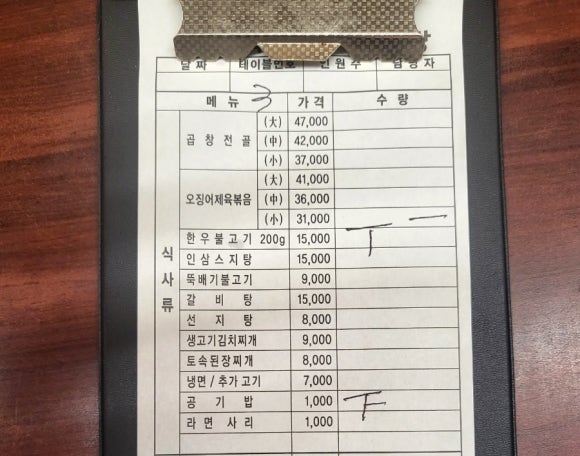 날 짜 테이블번호 인 원 수 담 당 자
3
메 뉴 가 격 수 량
식 사 류
곱 창 전 골 (大) 47,000
(中) 42,000
(小) 37,000
오징어제육볶음 (大) 41,000
(中) 36,000
(小) 31,000
한우불고기 200g 15,000
인삼스지탕 15,000
뚝배기불고기 9,000
갈 비 탕 15,000
선 지 탕 8,000
생고기김치찌개 9,000
토속된장찌개 8,000
냉면 / 추가 고기 7,000
공 기 밥 1,000
라 면 사 리 1,000